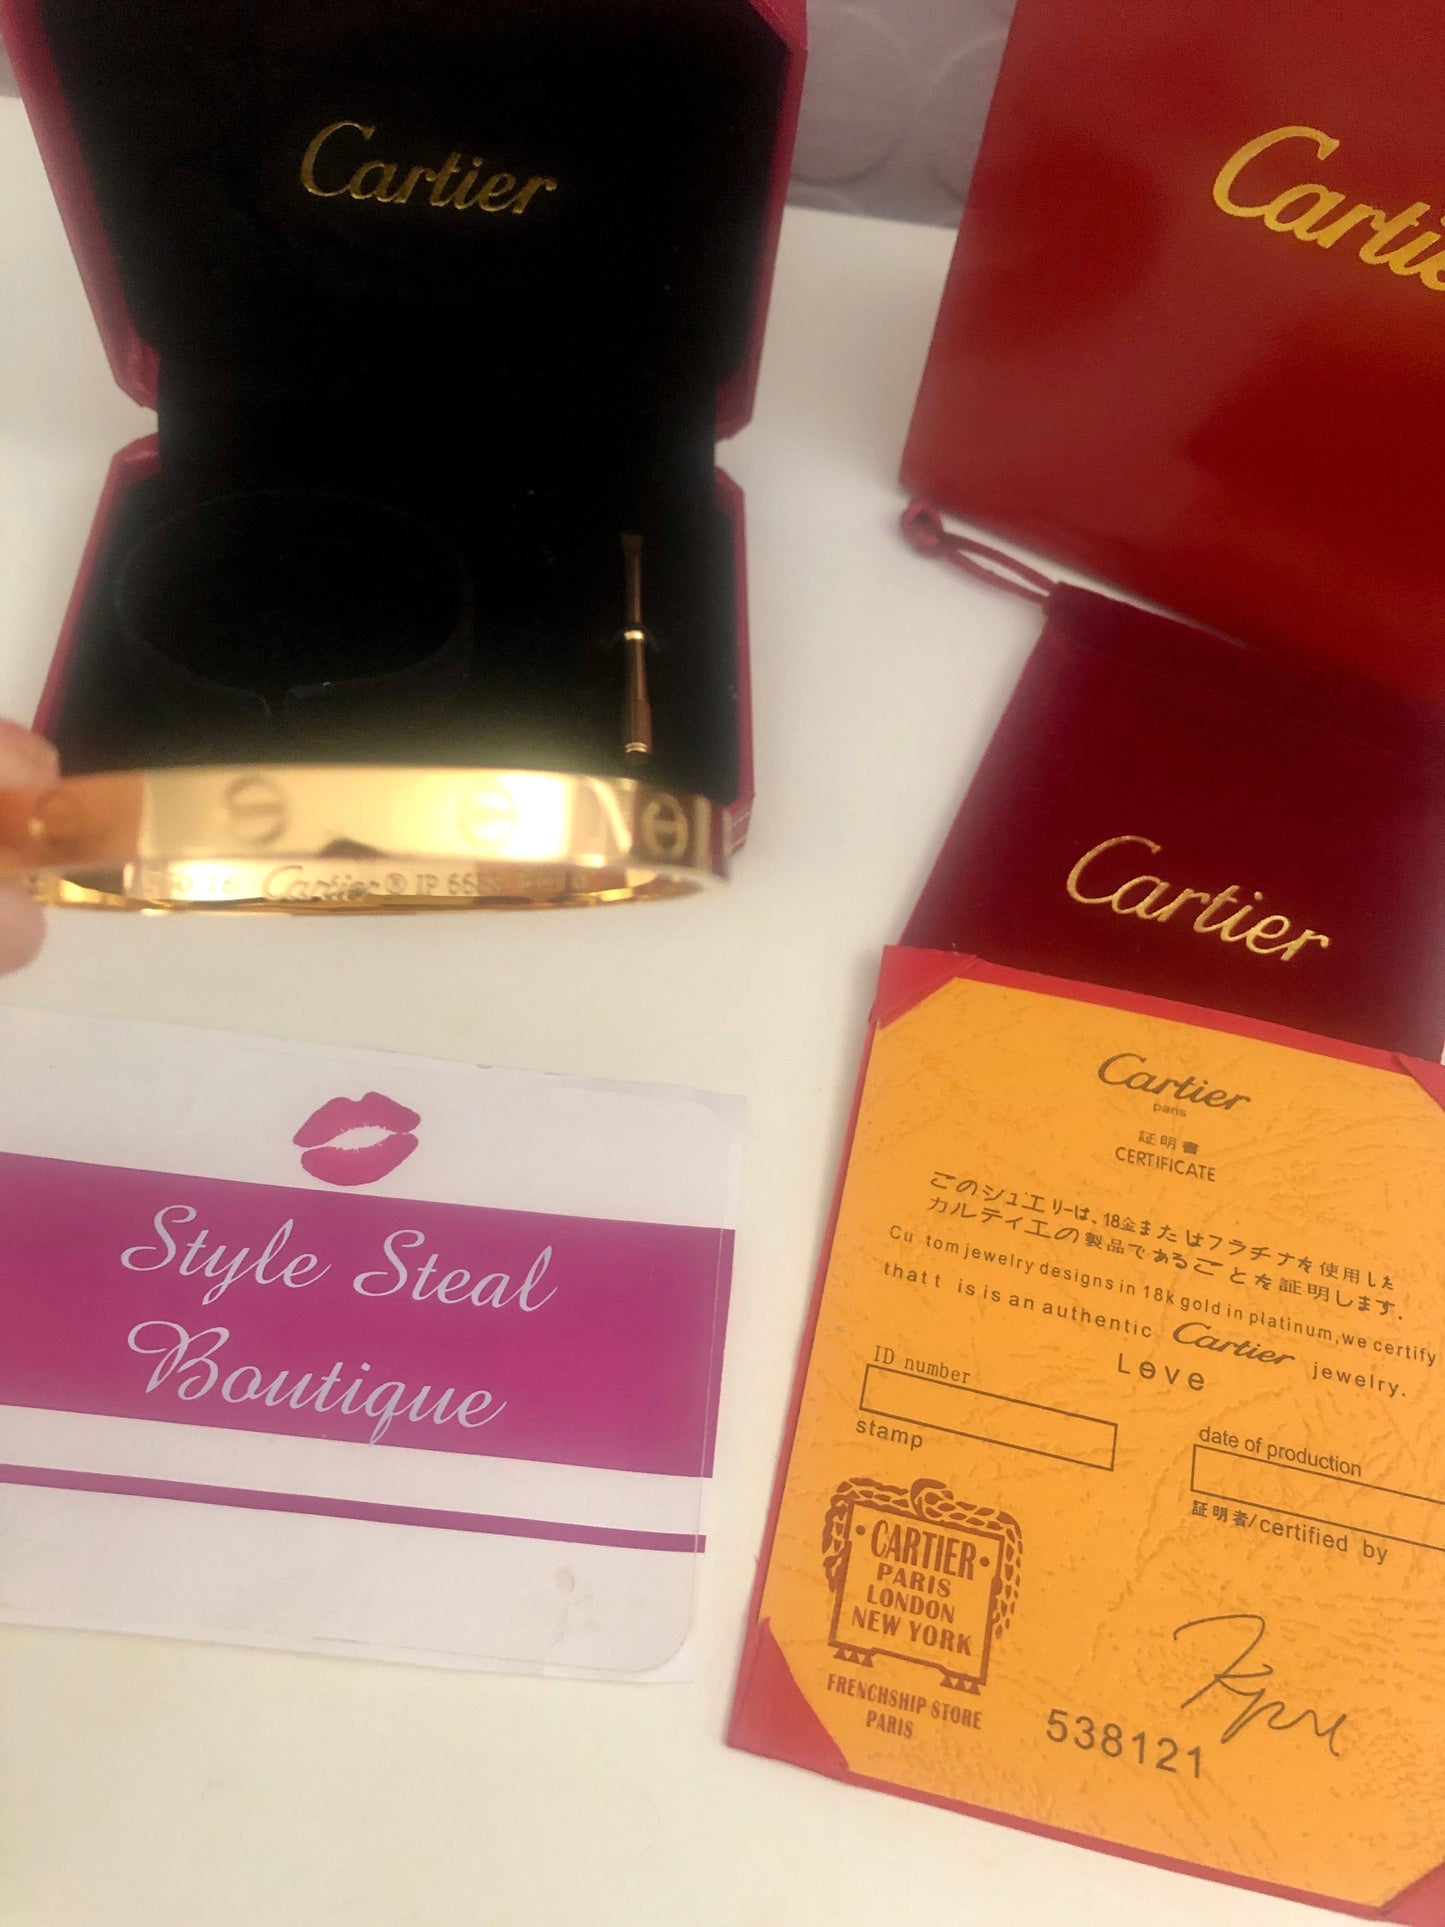 Cartier
Cartie
Cartier
Cartier® IP 66
Style Steal
Boutique
Cartier
paris
証明書
CERTIFICATE
このジュエリーは、18金またはプラチナを使用した
カルティエの製品であることを証明します.
Cu tom jewelry designs in 18k gold in platinum,we certify
that t is is an authentic Cartier jewelry.
Love
ID number
stamp
date of production
証明者/certified by
• CARTIER •
PARIS
LONDON
NEW YORK
FRENCHSHIP STORE
PARIS
538121